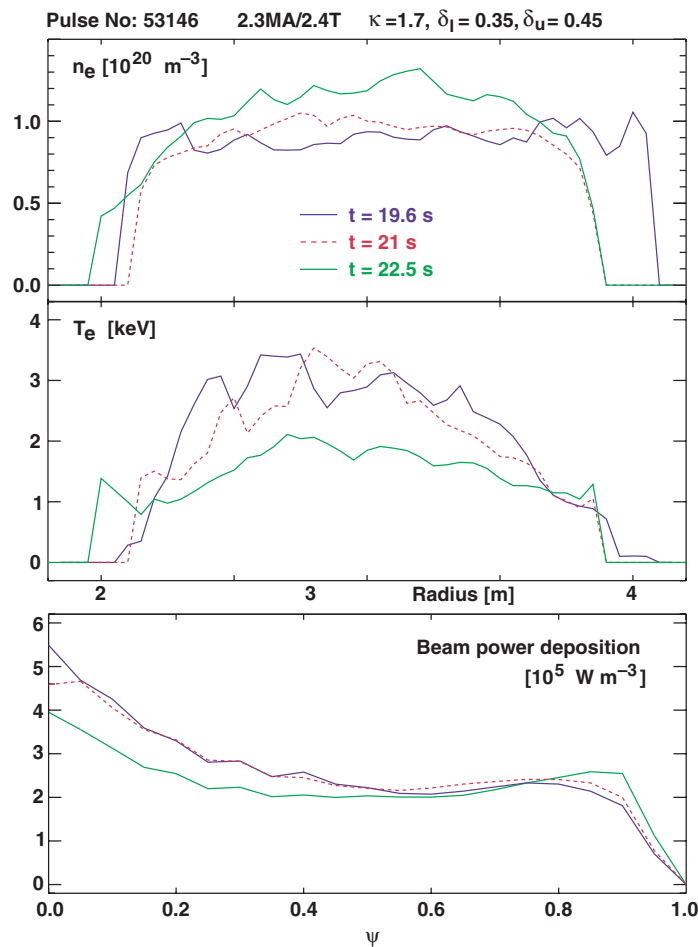 Pulse No: 53146 2.3MA/2.4T κ =1.7, δl = 0.35, δu = 0.45
ne [10^20 m^−3]
1.0
0.5
0.0
t = 19.6 s
t = 21 s
t = 22.5 s
Te [keV]
4
3
2
1
0
2 3 Radius [m] 4
Beam power deposition
[10^5 W m^−3]
6
5
4
3
2
1
0
0.0 0.2 0.4 0.6 0.8 1.0
ψ